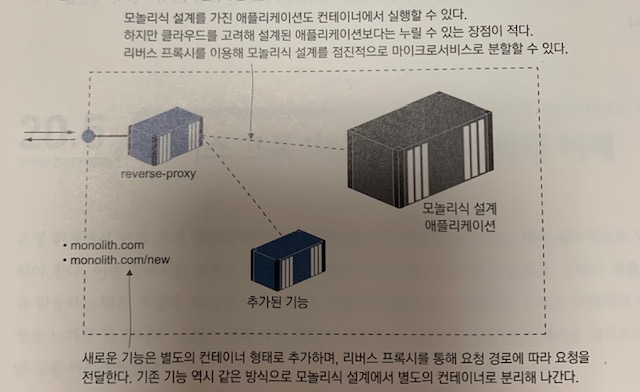 모놀리식 설계를 가진 애플리케이션도 컨테이너에서 실행할 수 있다.
하지만 클라우드를 고려해 설계된 애플리케이션보다는 누릴 수 있는 장점이 적다.
리버스 프록시를 이용해 모놀리식 설계를 점진적으로 마이크로서비스로 분할할 수 있다.
reverse-proxy
모놀리식 설계
애플리케이션
• monolith.com
• monolith.com/new
추가된 기능
새로운 기능은 별도의 컨테이너 형태로 추가하며, 리버스 프록시를 통해 요청 경로에 따라 요청을
전달한다. 기존 기능 역시 같은 방식으로 모놀리식 설계에서 별도의 컨테이너로 분리해 나간다.